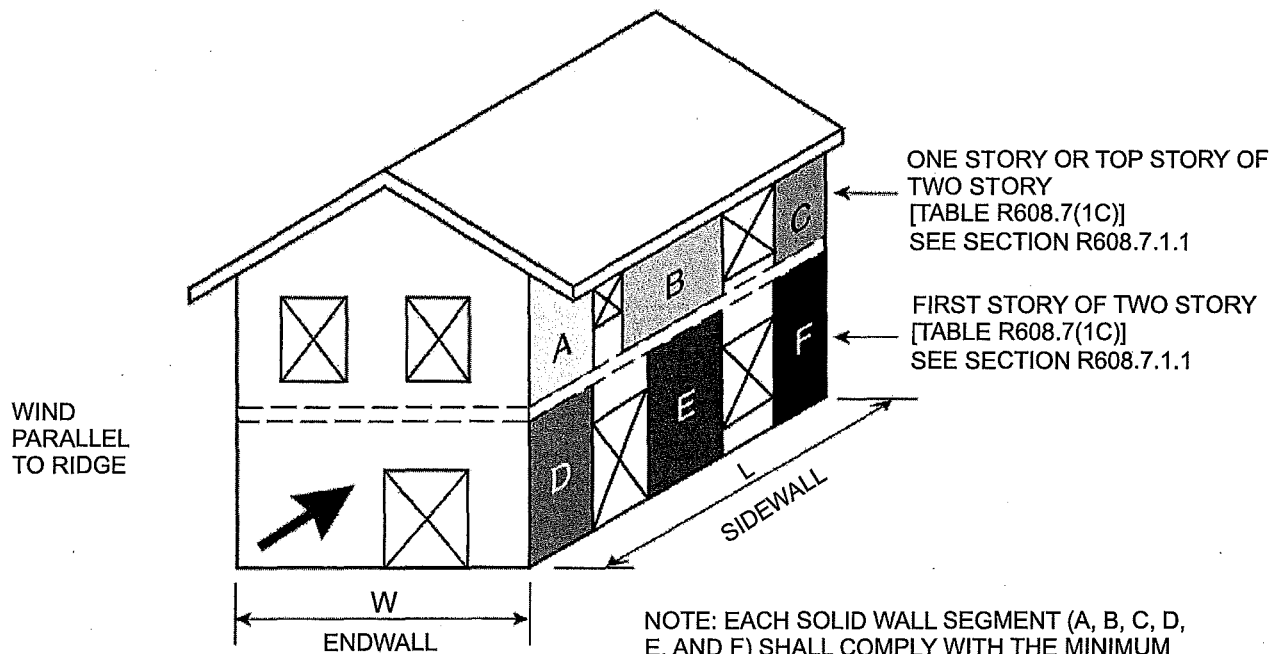 ONE STORY OR TOP STORY OF
TWO STORY
[TABLE R608.7(1C)]
SEE SECTION R608.7.1.1
C
B
A
FIRST STORY OF TWO STORY
[TABLE R608.7(1C)]
SEE SECTION R608.7.1.1
F
E
D
WIND
PARALLEL
TO RIDGE
L
SIDEWALL
W
ENDWALL
NOTE: EACH SOLID WALL SEGMENT (A, B, C, D,
E, AND F) SHALL COMPLY WITH THE MINIMUM